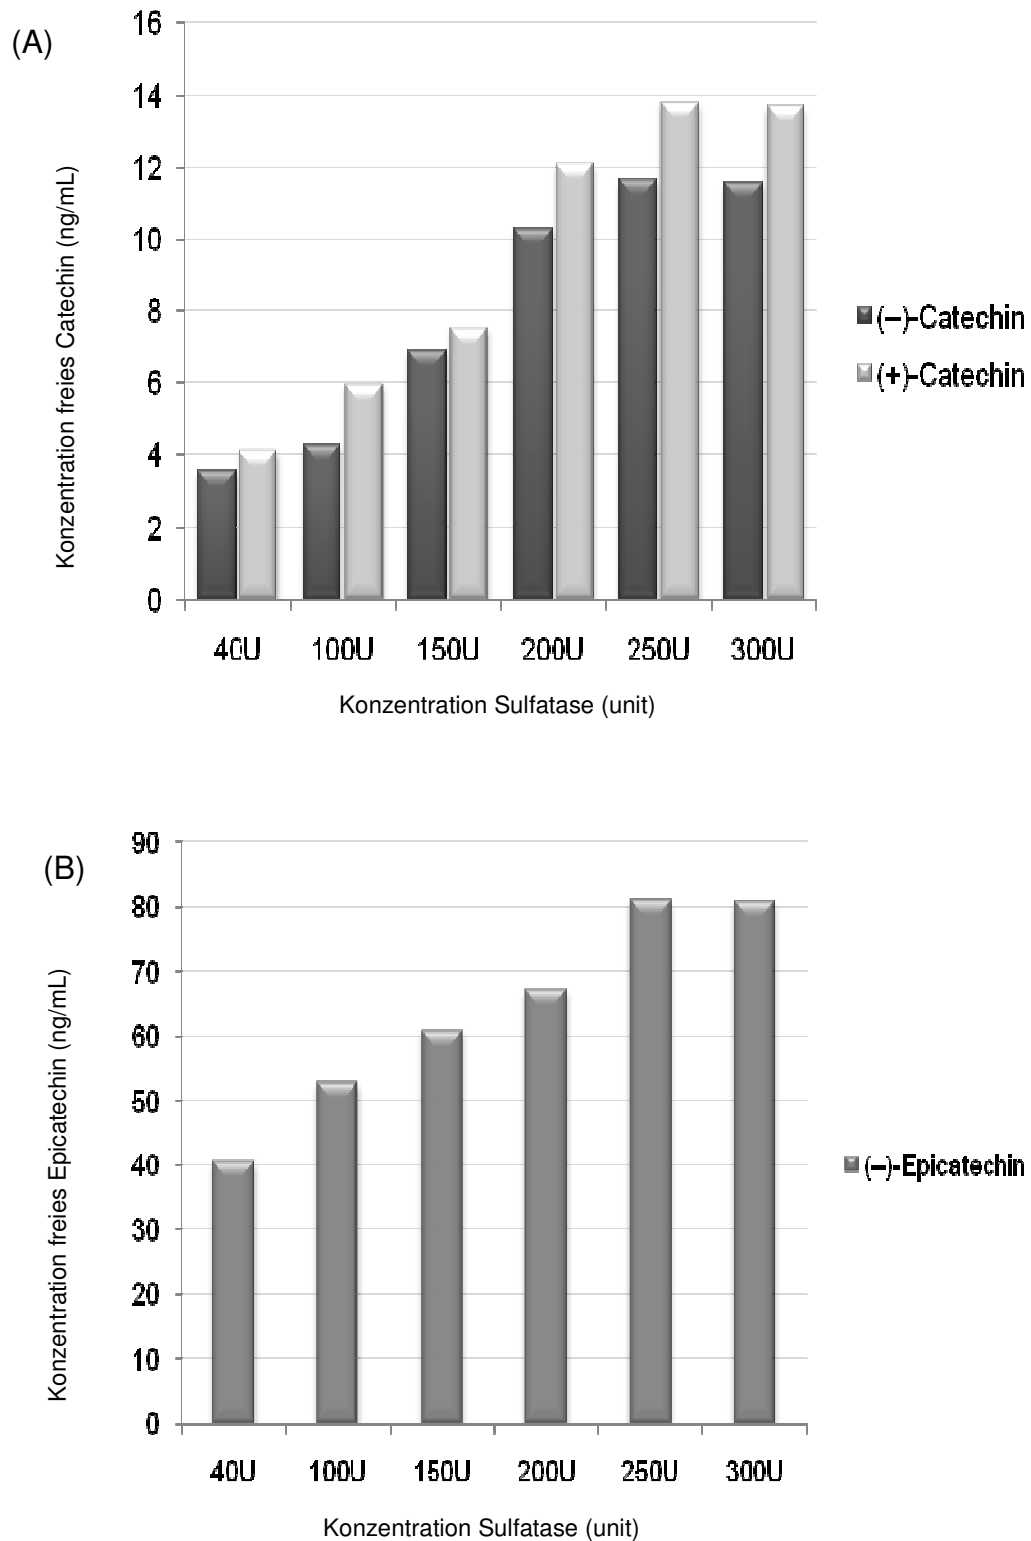 (A)
Konzentration freies Catechin (ng/mL)
16
14
12
10
8
6
4
2
0
40U 100U 150U 200U 250U 300U
Konzentration Sulfatase (unit)
(–)-Catechin
(+)-Catechin
(B)
Konzentration freies Epicatechin (ng/mL)
90
80
70
60
50
40
30
20
10
0
40U 100U 150U 200U 250U 300U
Konzentration Sulfatase (unit)
(–)-Epicatechin